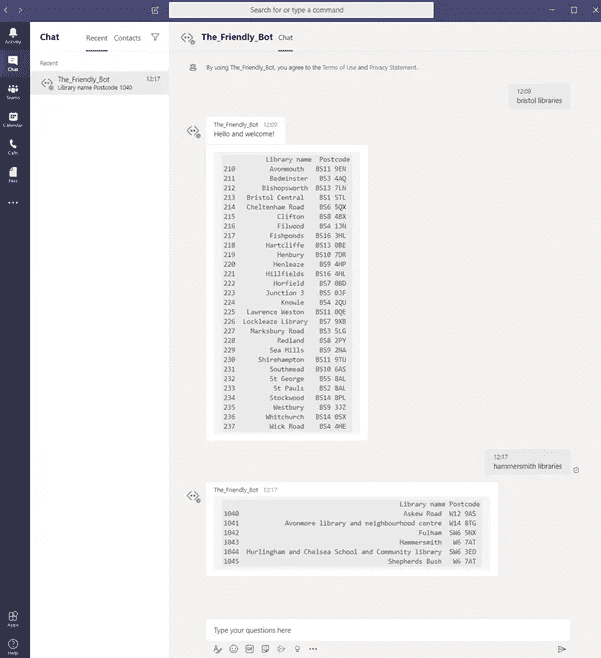 Search for or type a command
Activity
Chat
Teams
Calendar
Calls
Files
Apps
Help
Chat Recent Contacts
Recent
The_Friendly_Bot 12:17
Library name Postcode 1040
The_Friendly_Bot Chat
By using The_Friendly_Bot, you agree to the Terms of Use and Privacy Statement.
12:09
bristol libraries
The_Friendly_Bot 12:09
Hello and welcome!
Library name Postcode
210 Avonmouth BS11 9EN
211 Bedminster BS3 4AQ
212 Bishopsworth BS13 7LN
213 Bristol Central BS1 5TL
214 Cheltenham Road BS6 5QX
215 Clifton BS8 4BX
216 Filwood BS4 1JN
217 Fishponds BS16 3HL
218 Hartcliffe BS13 0BE
219 Henbury BS10 7DR
220 Henleaze BS9 4HP
221 Hillfields BS16 4HL
222 Horfield BS7 0BD
223 Junction 3 BS5 0JF
224 Knowle BS4 2QU
225 Lawrence Weston BS11 0QE
226 Lockleaze Library BS7 9XB
227 Marksbury Road BS3 5LG
228 Redland BS8 2PY
229 Sea Mills BS9 2NA
230 Shirehampton BS11 9TU
231 Southmead BS10 6AS
232 St George BS5 8AL
233 St Pauls BS2 8AL
234 Stockwood BS14 8PL
235 Westbury BS9 3JZ
236 Whitchurch BS14 0SX
237 Wick Road BS4 4HE
12:17
hammersmith libraries
The_Friendly_Bot 12:17
Library name Postcode
1040 Askew Road W12 9AS
1041 Avonmore library and neighbourhood centre W14 8TG
1042 Fulham SW6 5NX
1043 Hammersmith W6 7AT
1044 Hurlingham and Chelsea School and Community library SW6 3ED
1045 Shepherds Bush W6 7AT
Type your questions here